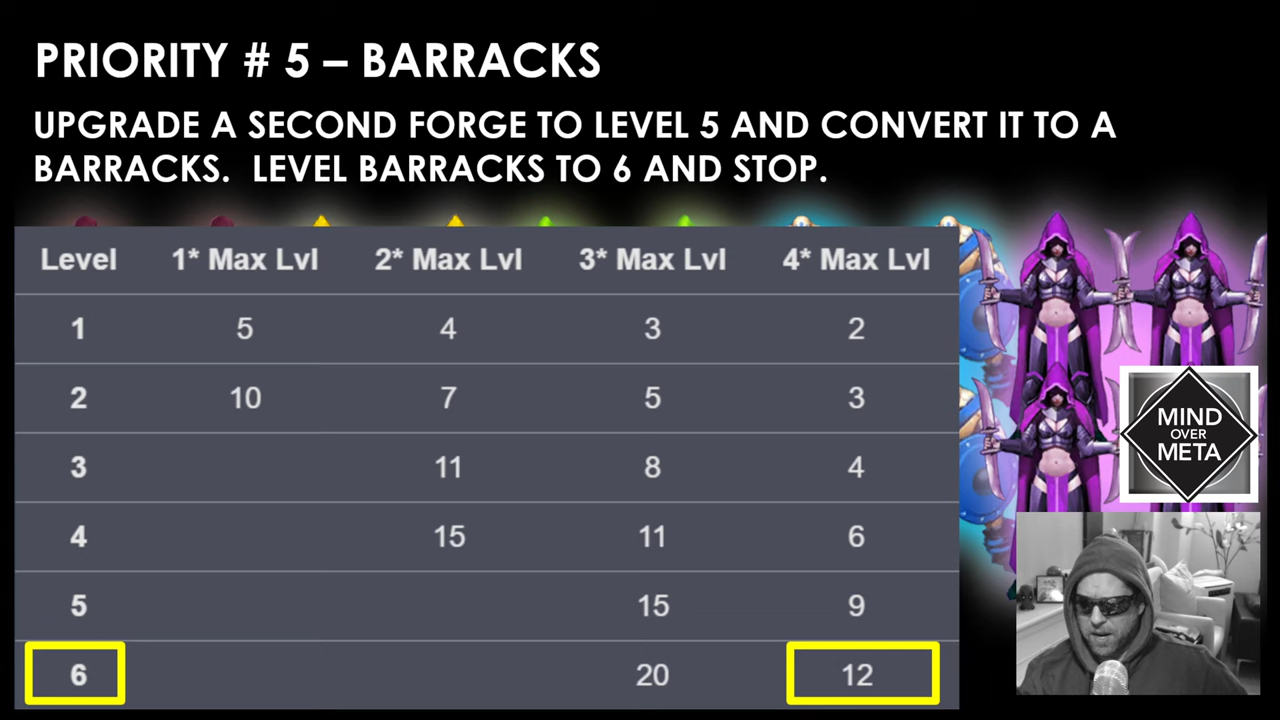 PRIORITY # 5 – BARRACKS
UPGRADE A SECOND FORGE TO LEVEL 5 AND CONVERT IT TO A
BARRACKS. LEVEL BARRACKS TO 6 AND STOP.
Level 1* Max Lvl 2* Max Lvl 3* Max Lvl 4* Max Lvl
1 5 4 3 2
2 10 7 5 3
3 11 8 4
4 15 11 6
5 15 9
6 20 12
MIND
OVER
META